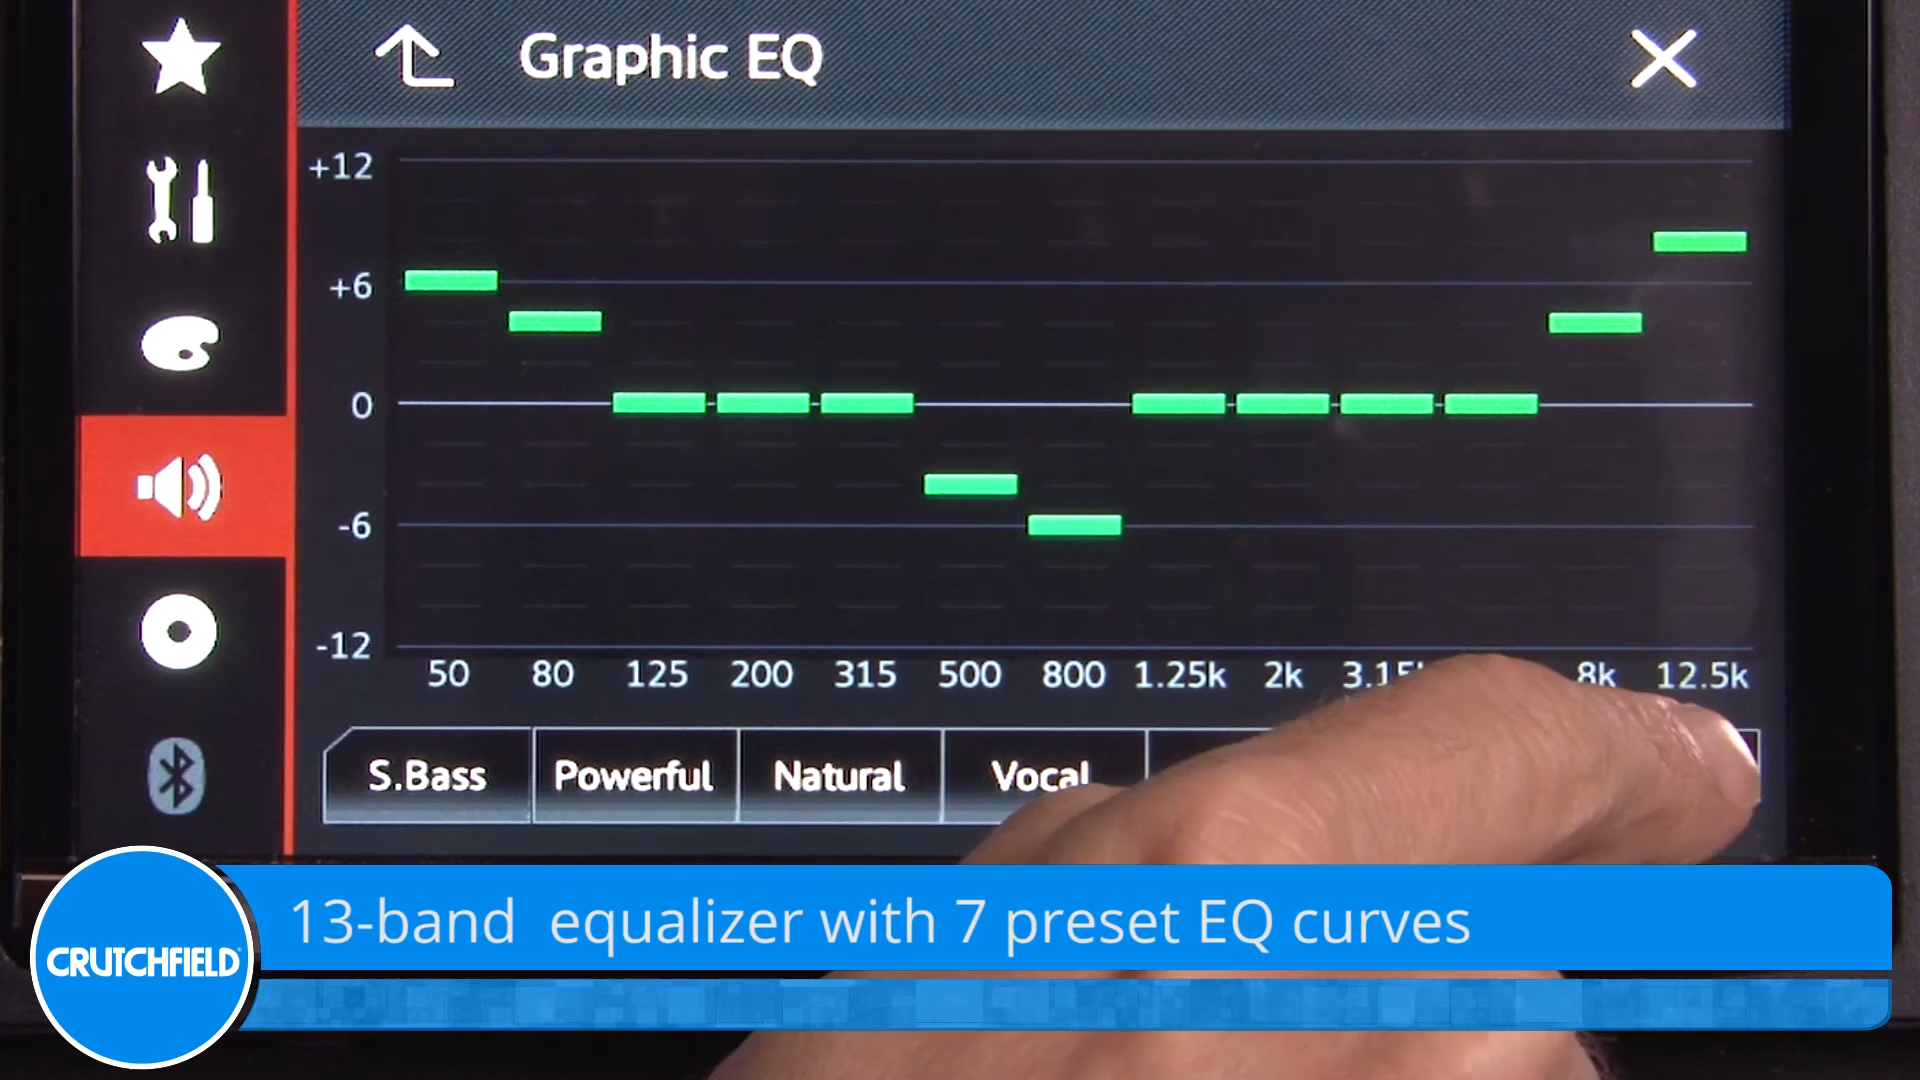 Graphic EQ
+12
+6
0
-6
-12
50 80 125 200 315 500 800 1.25k 2k 8k 12.5k
S.Bass Powerful Natural Vocal
13-band equalizer with 7 preset EQ curves
CRUTCHFIELD